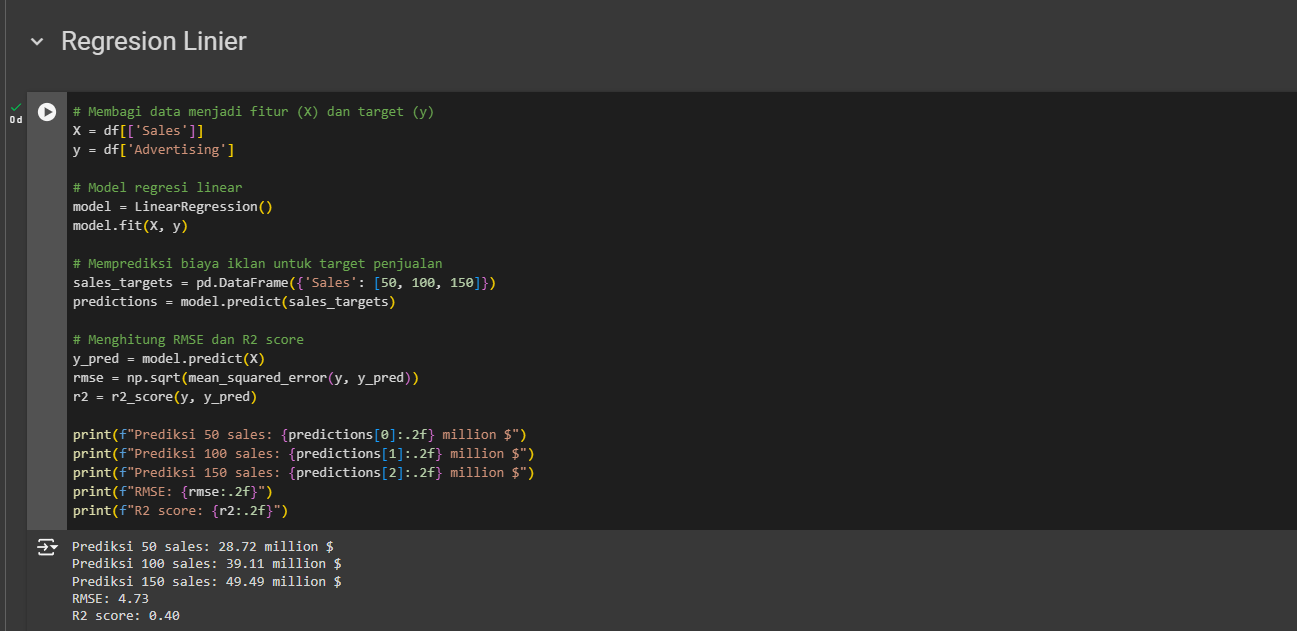 Regresion Linier
0 d
# Membagi data menjadi fitur (X) dan target (y)
X = df[['Sales']]
y = df['Advertising']
# Model regresi linear
model = LinearRegression()
model.fit(X, y)
# Memprediksi biaya iklan untuk target penjualan
sales_targets = pd.DataFrame({'Sales': [50, 100, 150]})
predictions = model.predict(sales_targets)
# Menghitung RMSE dan R2 score
y_pred = model.predict(X)
rmse = np.sqrt(mean_squared_error(y, y_pred))
r2 = r2_score(y, y_pred)
print(f"Prediksi 50 sales: {predictions[0]:.2f} million $")
print(f"Prediksi 100 sales: {predictions[1]:.2f} million $")
print(f"Prediksi 150 sales: {predictions[2]:.2f} million $")
print(f"RMSE: {rmse:.2f}")
print(f"R2 score: {r2:.2f}")
Prediksi 50 sales: 28.72 million $
Prediksi 100 sales: 39.11 million $
Prediksi 150 sales: 49.49 million $
RMSE: 4.73
R2 score: 0.40